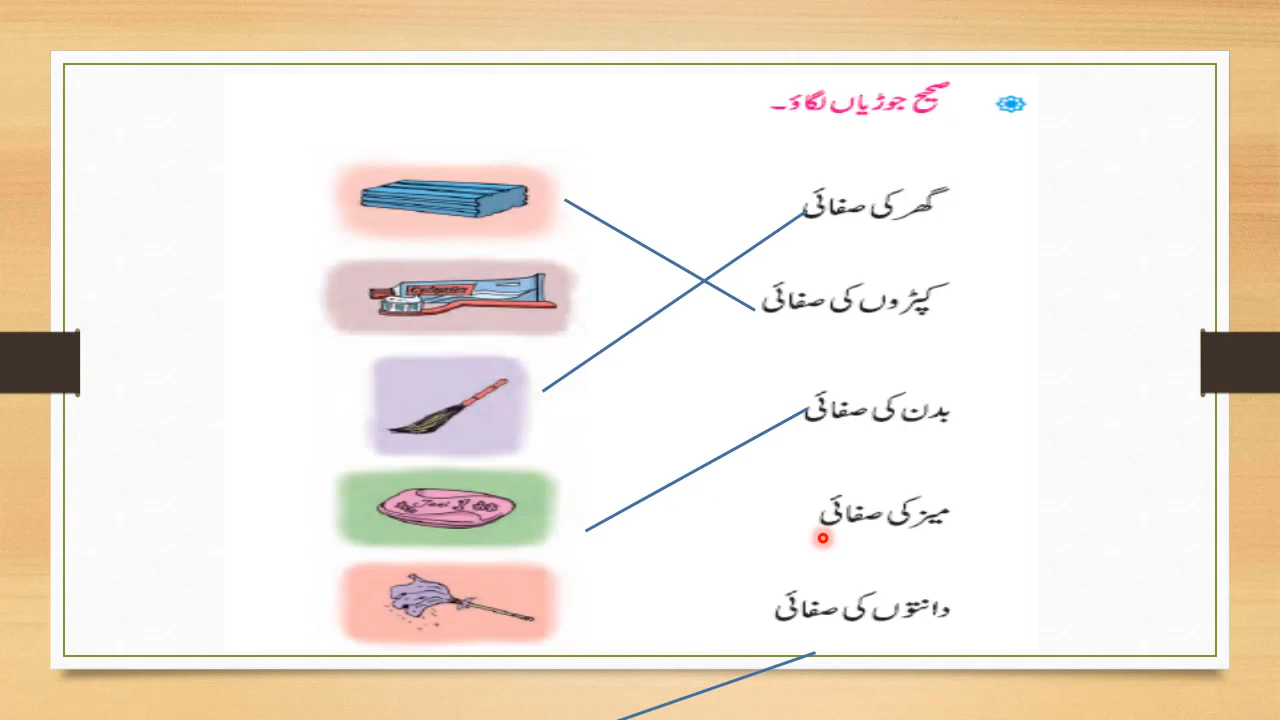 صحیح جوڑیاں لگاؤ۔
گھر کی صفائی
کپڑوں کی صفائی
بدن کی صفائی
میز کی صفائی
دانتوں کی صفائی